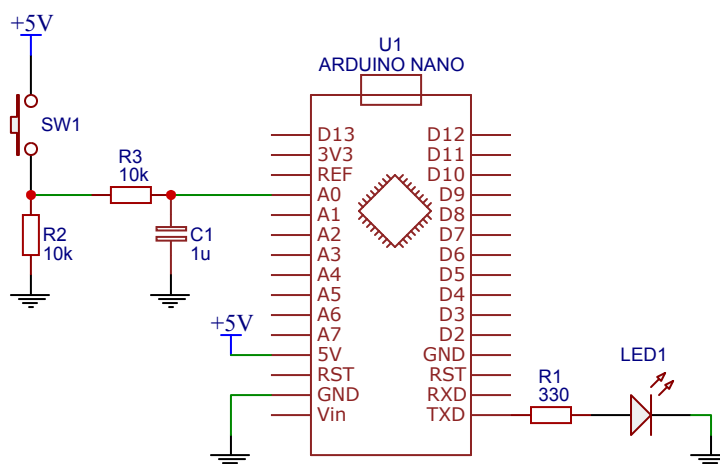 +5V
SW1
R2
10k
R3
10k
C1
1u
U1
ARDUINO NANO
D13
3V3
REF
A0
A1
A2
A3
A4
A5
A6
A7
5V
RST
GND
Vin
D12
D11
D10
D9
D8
D7
D6
D5
D4
D3
D2
GND
RST
RXD
TXD
+5V
R1
330
LED1